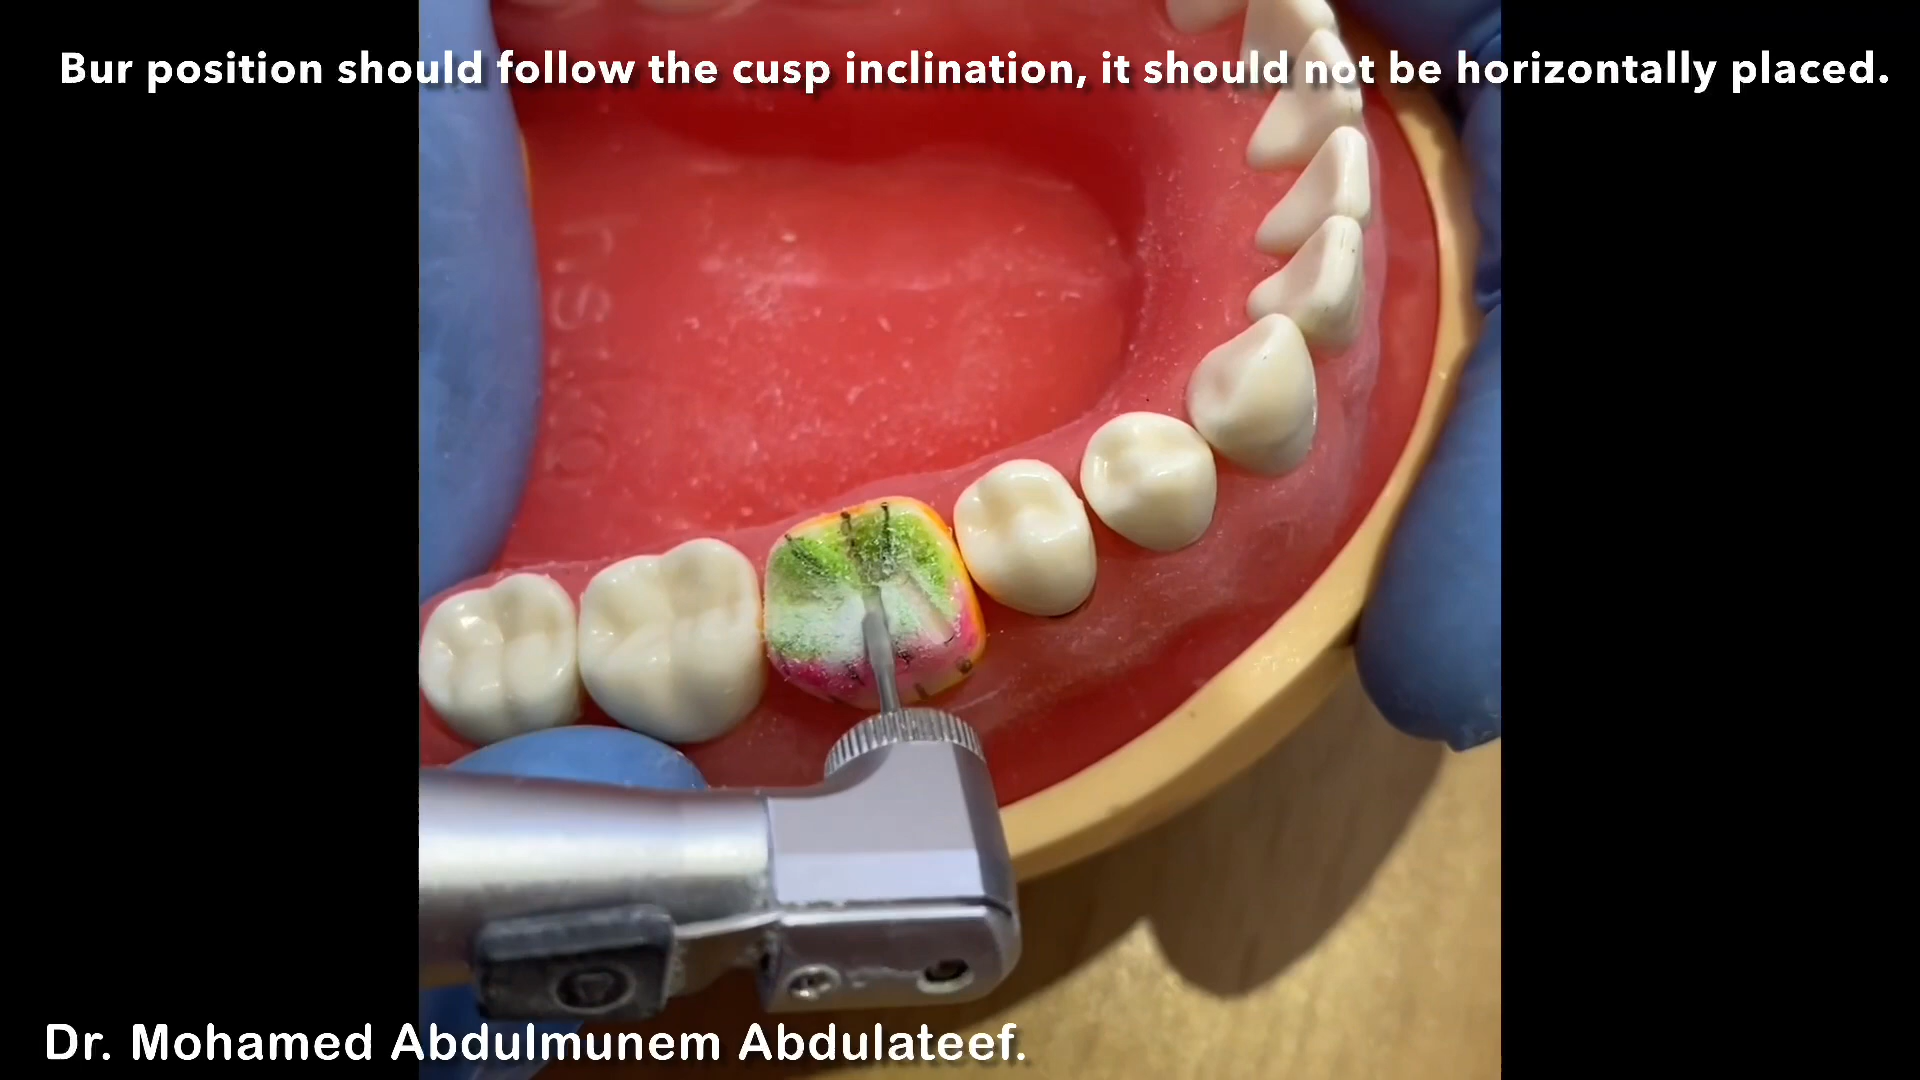 Bur position should follow the cusp inclination, it should not be horizontally placed.
Dr. Mohamed Abdulmunem Abdulateef.